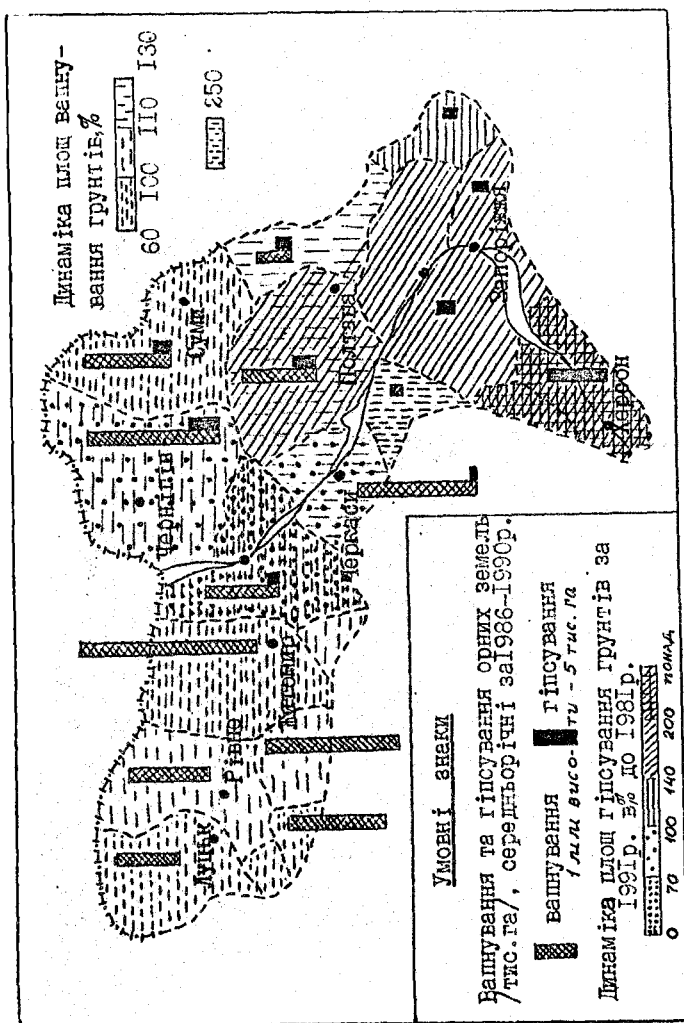 Динаміка площ вапну-
вання грунтів,%
60 100 110 130
250
Суми
Чернігів
Полтава
Запоріжжя
Херсон
Черкаси
Житомир
Рівне
Луцьк
Умовні знаки
Вапнування та гіпсування орних земель
/тис.га/, середньорічні за1986-1990р.
вапнування гіпсування
1 мм висоти - 5 тис. га
Динаміка площ гіпсування грунтів за
1991р. в % до 1981р.
0 70 100 140 200 понад